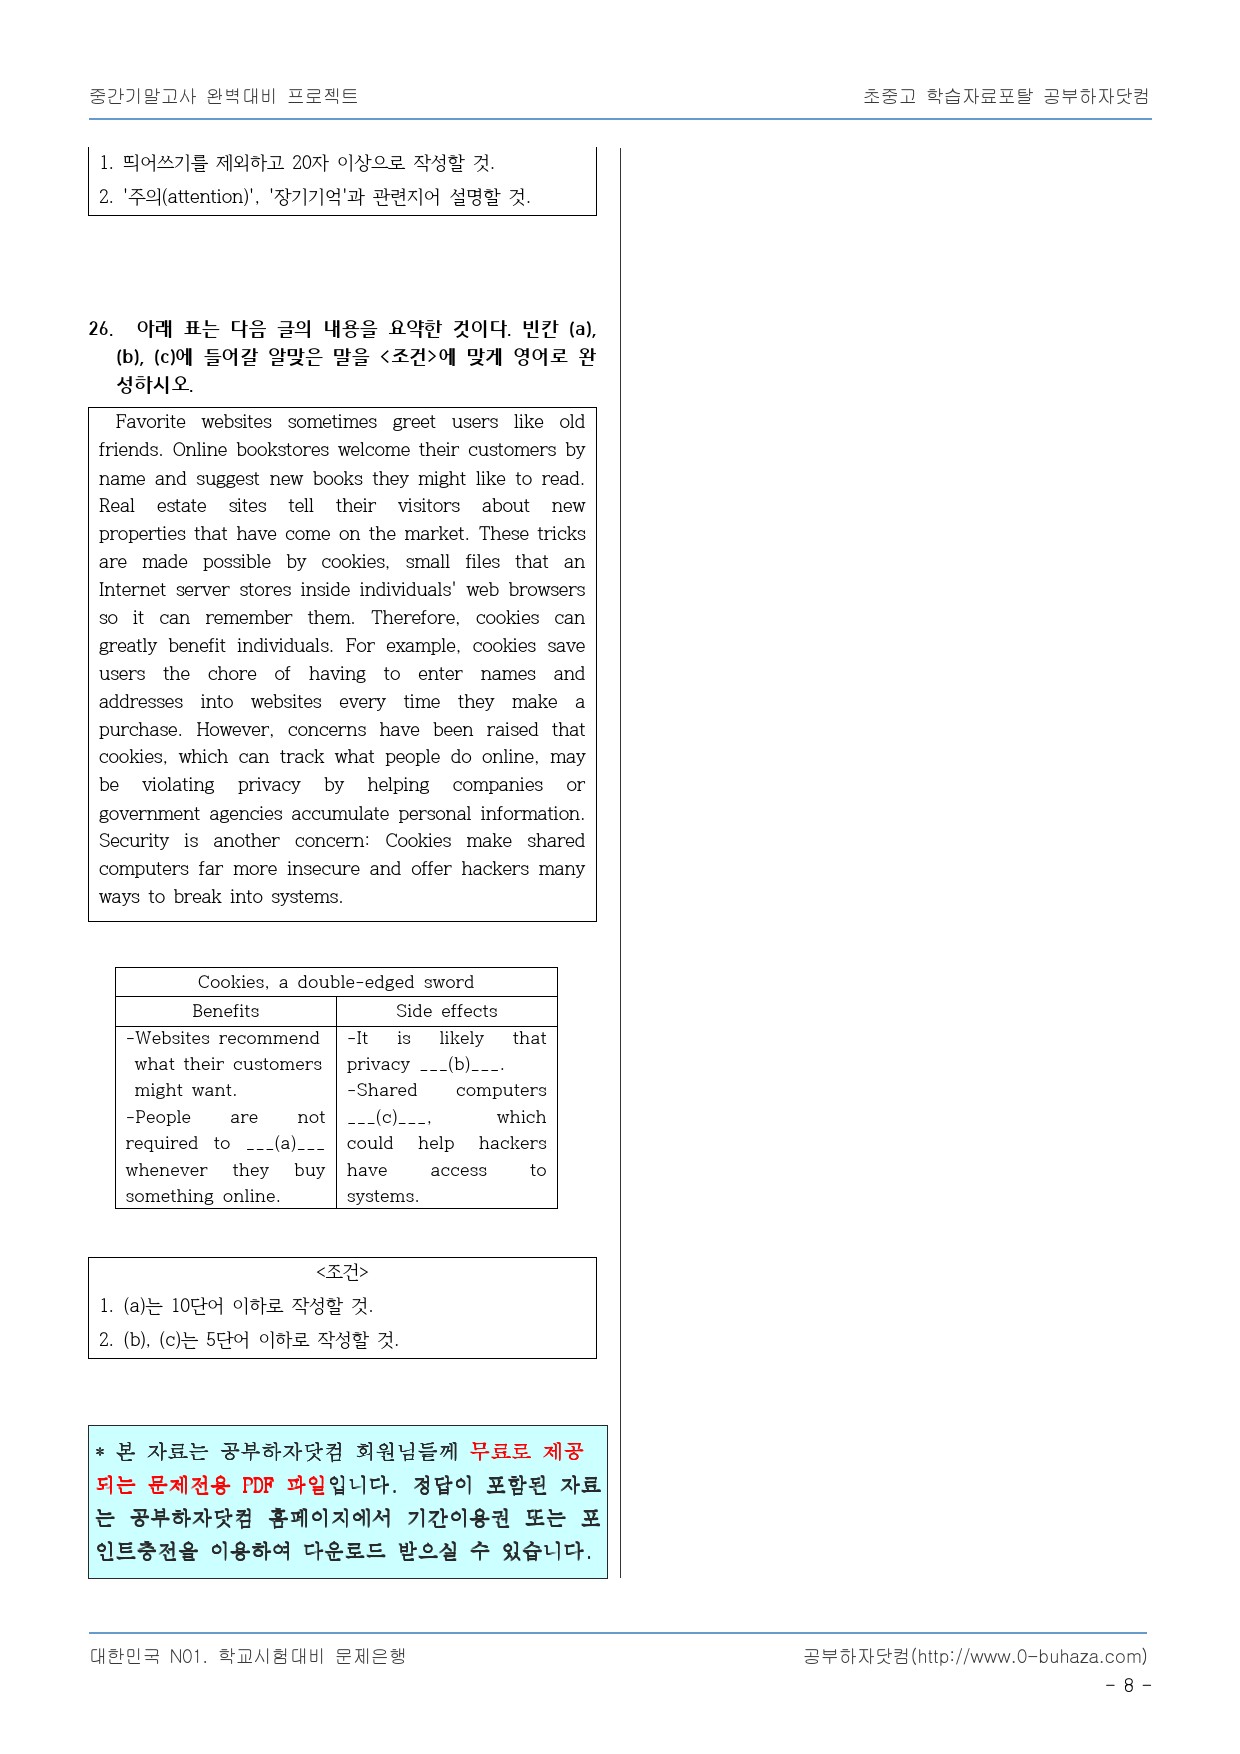 중간기말고사 완벽대비 프로젝트
초중고 학습자료포탈 공부하자닷컴
1. 띄어쓰기를 제외하고 20자 이상으로 작성할 것.
2. '주의(attention)', '장기기억'과 관련지어 설명할 것.
26. 아래 표는 다음 글의 내용을 요약한 것이다. 빈칸 (a),
(b), (c)에 들어갈 알맞은 말을 <조건>에 맞게 영어로 완
성하시오.
Favorite websites sometimes greet users like old
friends. Online bookstores welcome their customers by
name and suggest new books they might like to read.
Real estate sites tell their visitors about new
properties that have come on the market. These tricks
are made possible by cookies, small files that an
Internet server stores inside individuals' web browsers
so it can remember them. Therefore, cookies can
greatly benefit individuals. For example, cookies save
users the chore of having to enter names and
addresses into websites every time they make a
purchase. However, concerns have been raised that
cookies, which can track what people do online, may
be violating privacy by helping companies or
government agencies accumulate personal information.
Security is another concern: Cookies make shared
computers far more insecure and offer hackers many
ways to break into systems.
Cookies, a double-edged sword
Benefits
Side effects
-Websites recommend
what their customers
might want.
-People are not
required to ___(a)___
whenever they buy
something online.
-It is likely that
privacy ___(b)___.
-Shared computers
___(c)___, which
could help hackers
have access to
systems.
<조건>
1. (a)는 10단어 이하로 작성할 것.
2. (b), (c)는 5단어 이하로 작성할 것.
* 본 자료는 공부하자닷컴 회원님들께 무료로 제공
되는 문제전용 PDF 파일입니다. 정답이 포함된 자료
는 공부하자닷컴 홈페이지에서 기간이용권 또는 포
인트충전을 이용하여 다운로드 받으실 수 있습니다.
대한민국 N01. 학교시험대비 문제은행
공부하자닷컴(http://www.0-buhaza.com)
- 8 -